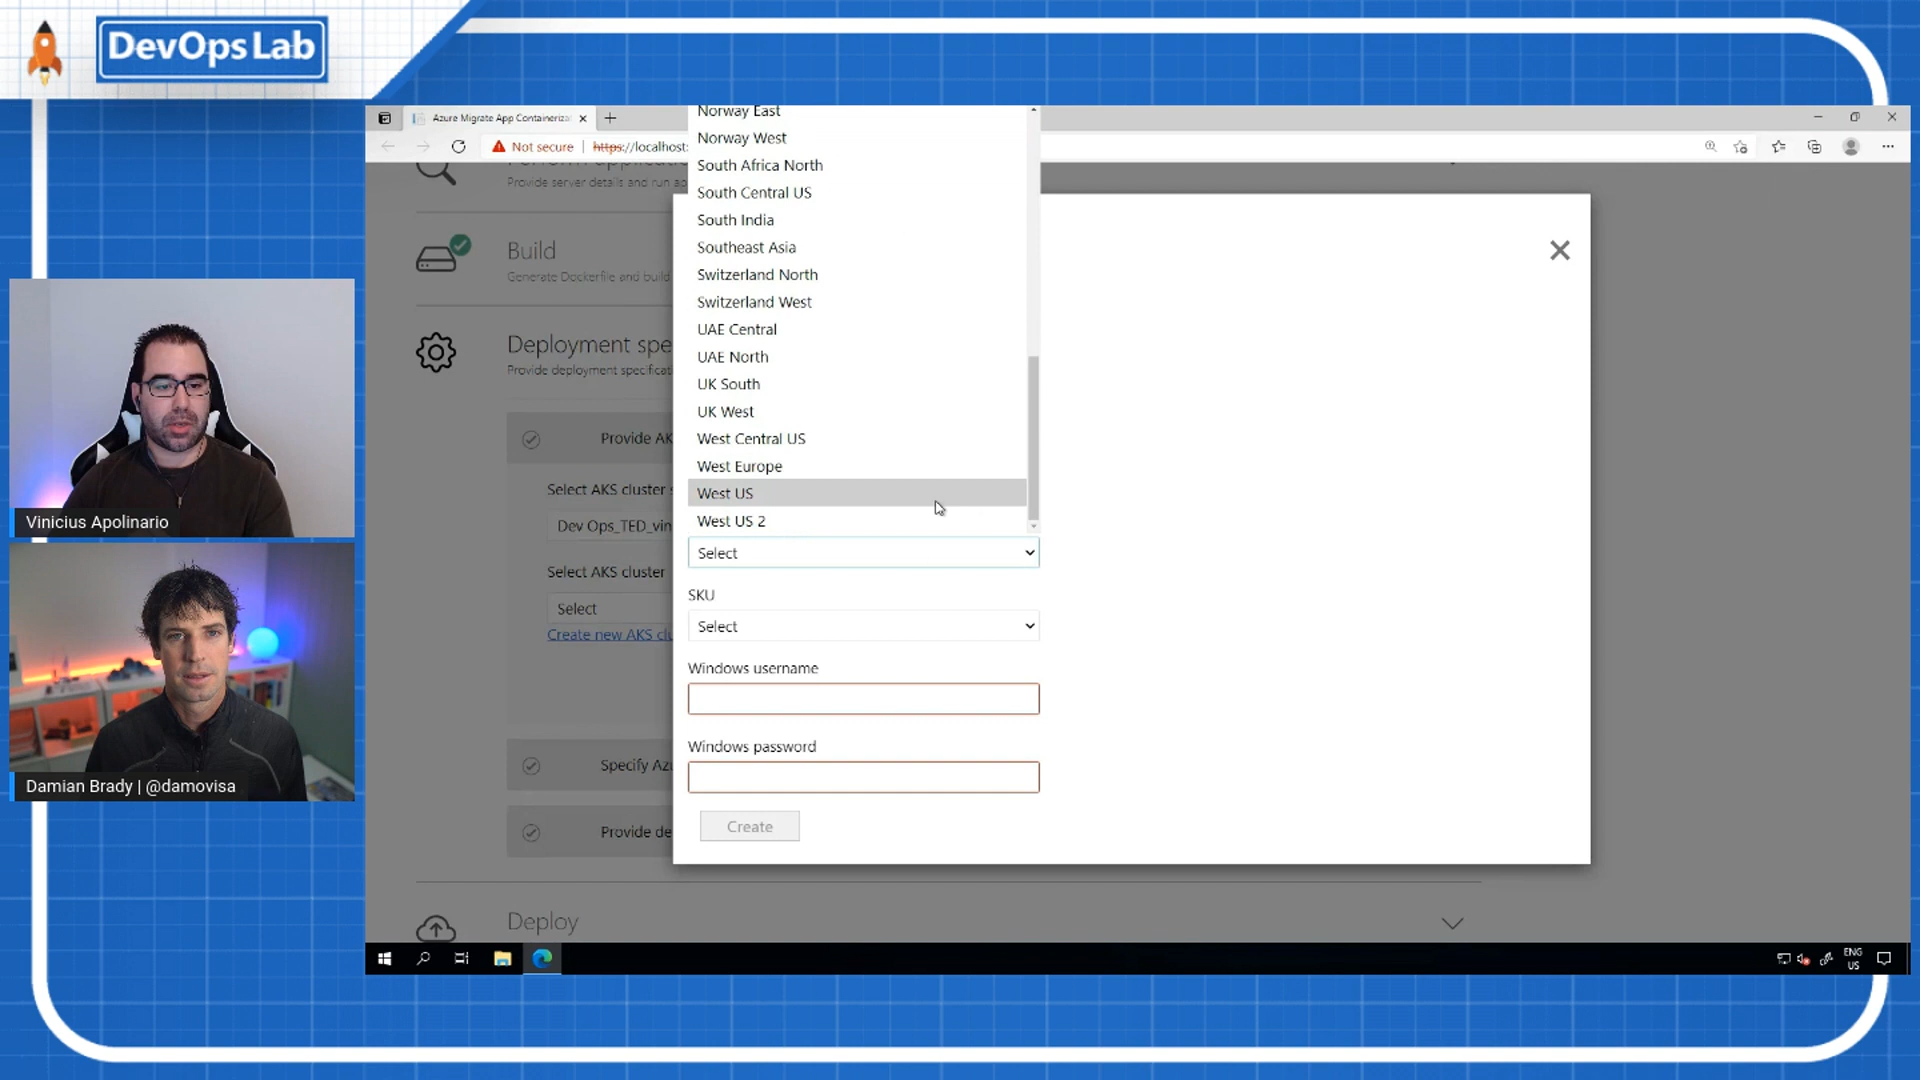 DevOps Lab
Azure Migrate App Containeriza
Not secure
https://localhost:
Provide server details and run ap
Build
Generate Dockerfile and build
Deployment spe
Provide deployment specificat
Provide AK
Select AKS cluster s
Dev Ops_TED_vin
Select AKS cluster
Select
Create new AKS clu
Specify Azu
Provide de
Deploy
Norway East
Norway West
South Africa North
South Central US
South India
Southeast Asia
Switzerland North
Switzerland West
UAE Central
UAE North
UK South
UK West
West Central US
West Europe
West US
West US 2
Select
SKU
Select
Windows username
Windows password
Create
Vinicius Apolinario
Damian Brady | @damovisa
ENG
US